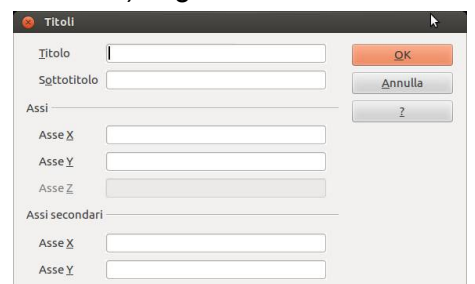 Titoli
Titolo
OK
Sottotitolo
Annulla
Assi
?
Asse X
Asse Y
Asse Z
Assi secondari
Asse X
Asse Y